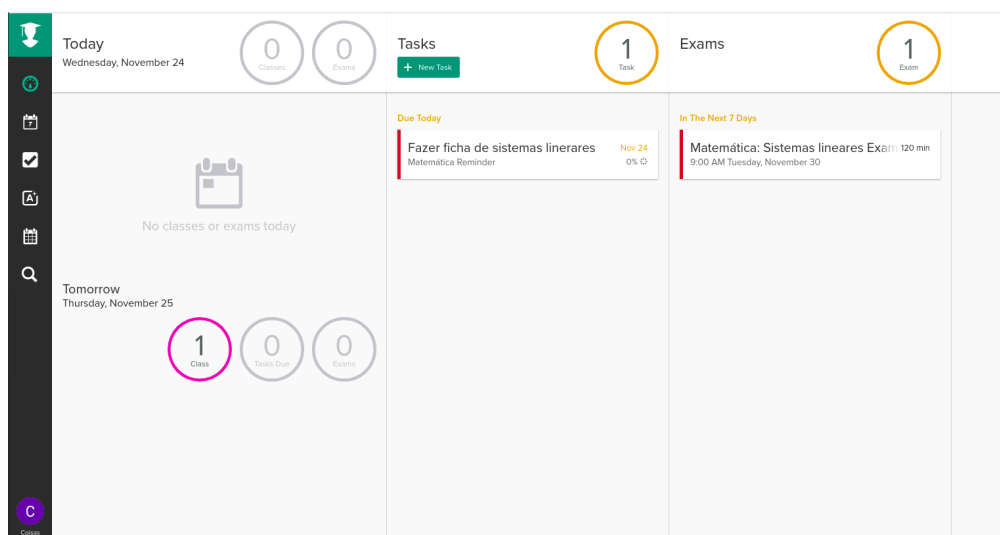 Today
Wednesday, November 24
0
Classes
0
Exams
Tasks
+ New Task
1
Task
Exams
1
Exam
7
A+
No classes or exams today
Tomorrow
Thursday, November 25
1
Class
0
Tasks Due
0
Exams
Due Today
Fazer ficha de sistemas linerares
Nov 24
Matemática Reminder
0%
In The Next 7 Days
Matemática: Sistemas lineares Exam
120 min
9:00 AM Tuesday, November 30
C
Coisas